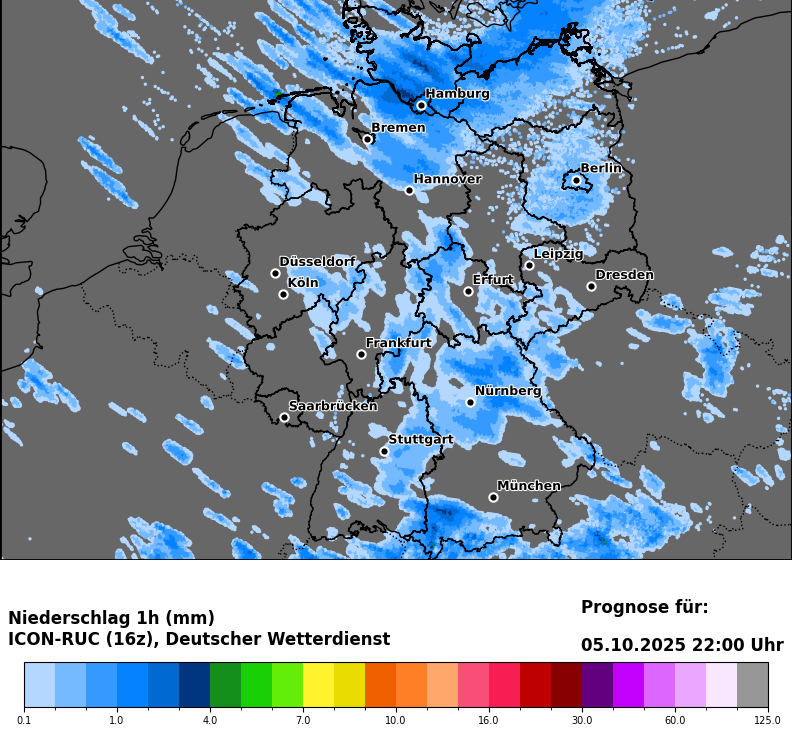 Hamburg
Bremen
Hannover
Berlin
Leipzig
Düsseldorf
Köln
Erfurt
Dresden
Frankfurt
Nürnberg
Saarbrücken
Stuttgart
München
Niederschlag 1h (mm)
ICON-RUC (16z), Deutscher Wetterdienst
Prognose für:
05.10.2025 22:00 Uhr
0.1 1.0 4.0 7.0 10.0 16.0 30.0 60.0 125.0